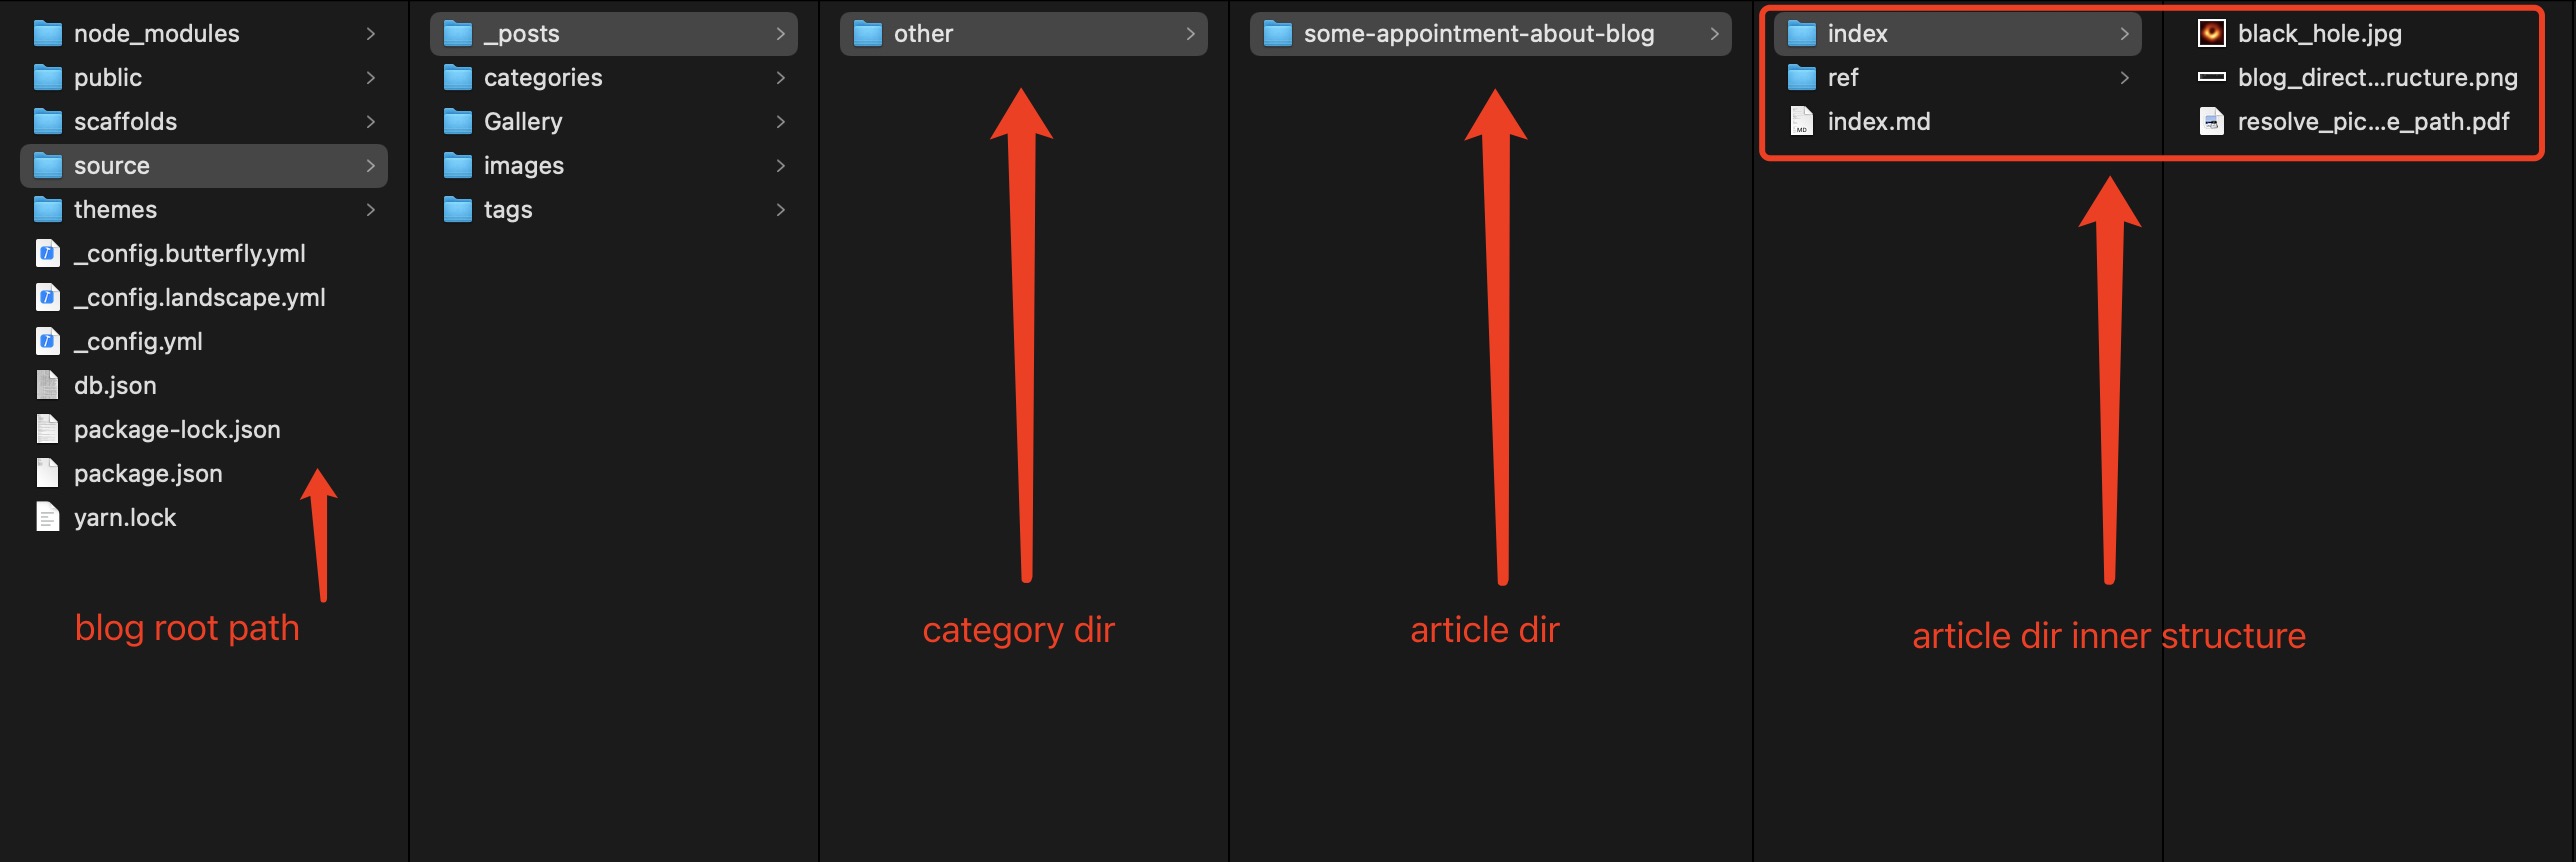 node_modules
public
scaffolds
source
themes
_config.butterfly.yml
_config.landscape.yml
_config.yml
db.json
package-lock.json
package.json
yarn.lock
blog root path
_posts
categories
Gallery
images
tags
other
category dir
some-appointment-about-blog
article dir
index
ref
index.md
black_hole.jpg
blog_direct...ructure.png
resolve_pic...e_path.pdf
article dir inner structure